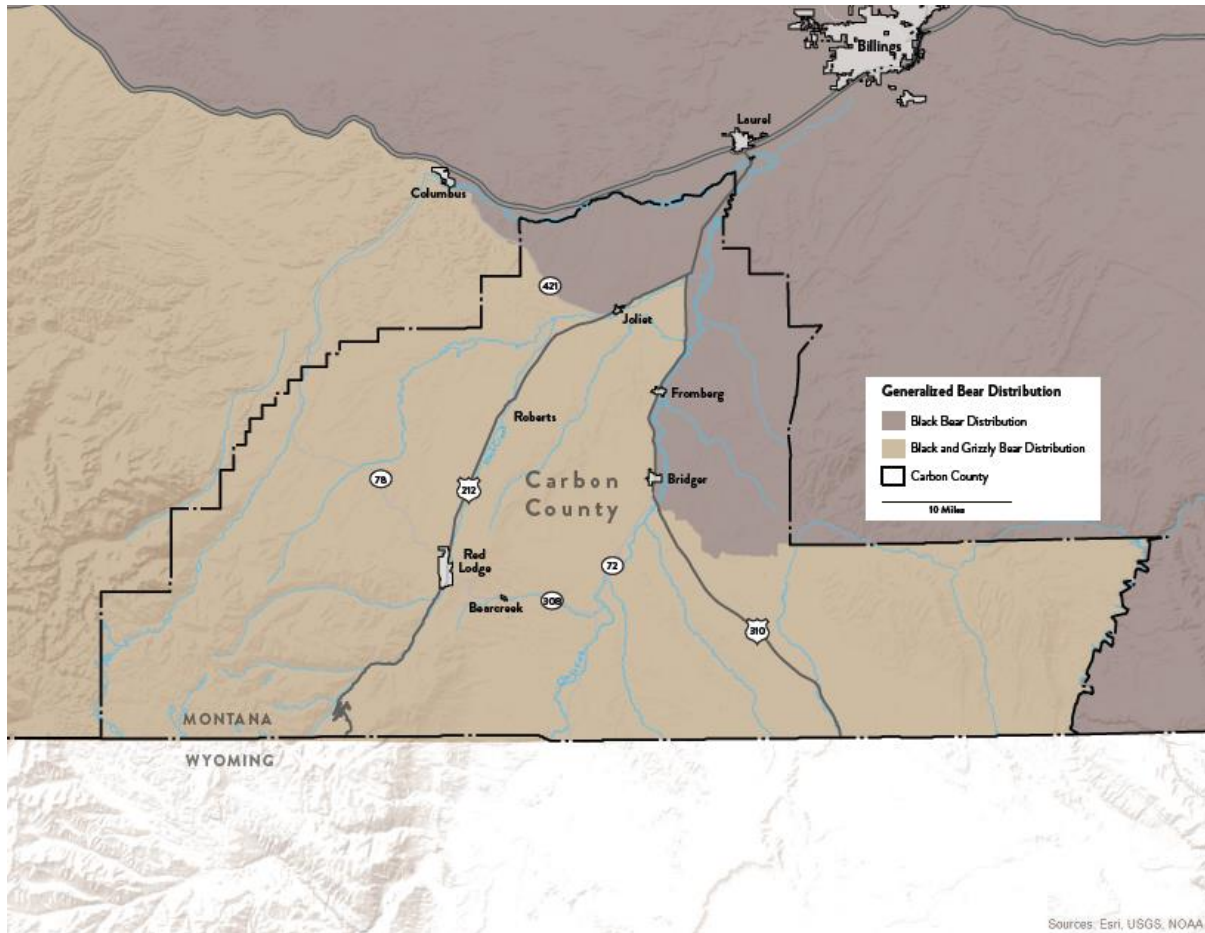 Billings
Laurel
Columbus
421
Joliet
Fromberg
Roberts
Carbon
County
78
212
Bridger
Red
Lodge
72
Bearcreek
308
310
MONTANA
WYOMING
Generalized Bear Distribution
Black Bear Distribution
Black and Grizzly Bear Distribution
Carbon County
10 Miles
Sources: Esri, USGS, NOAA